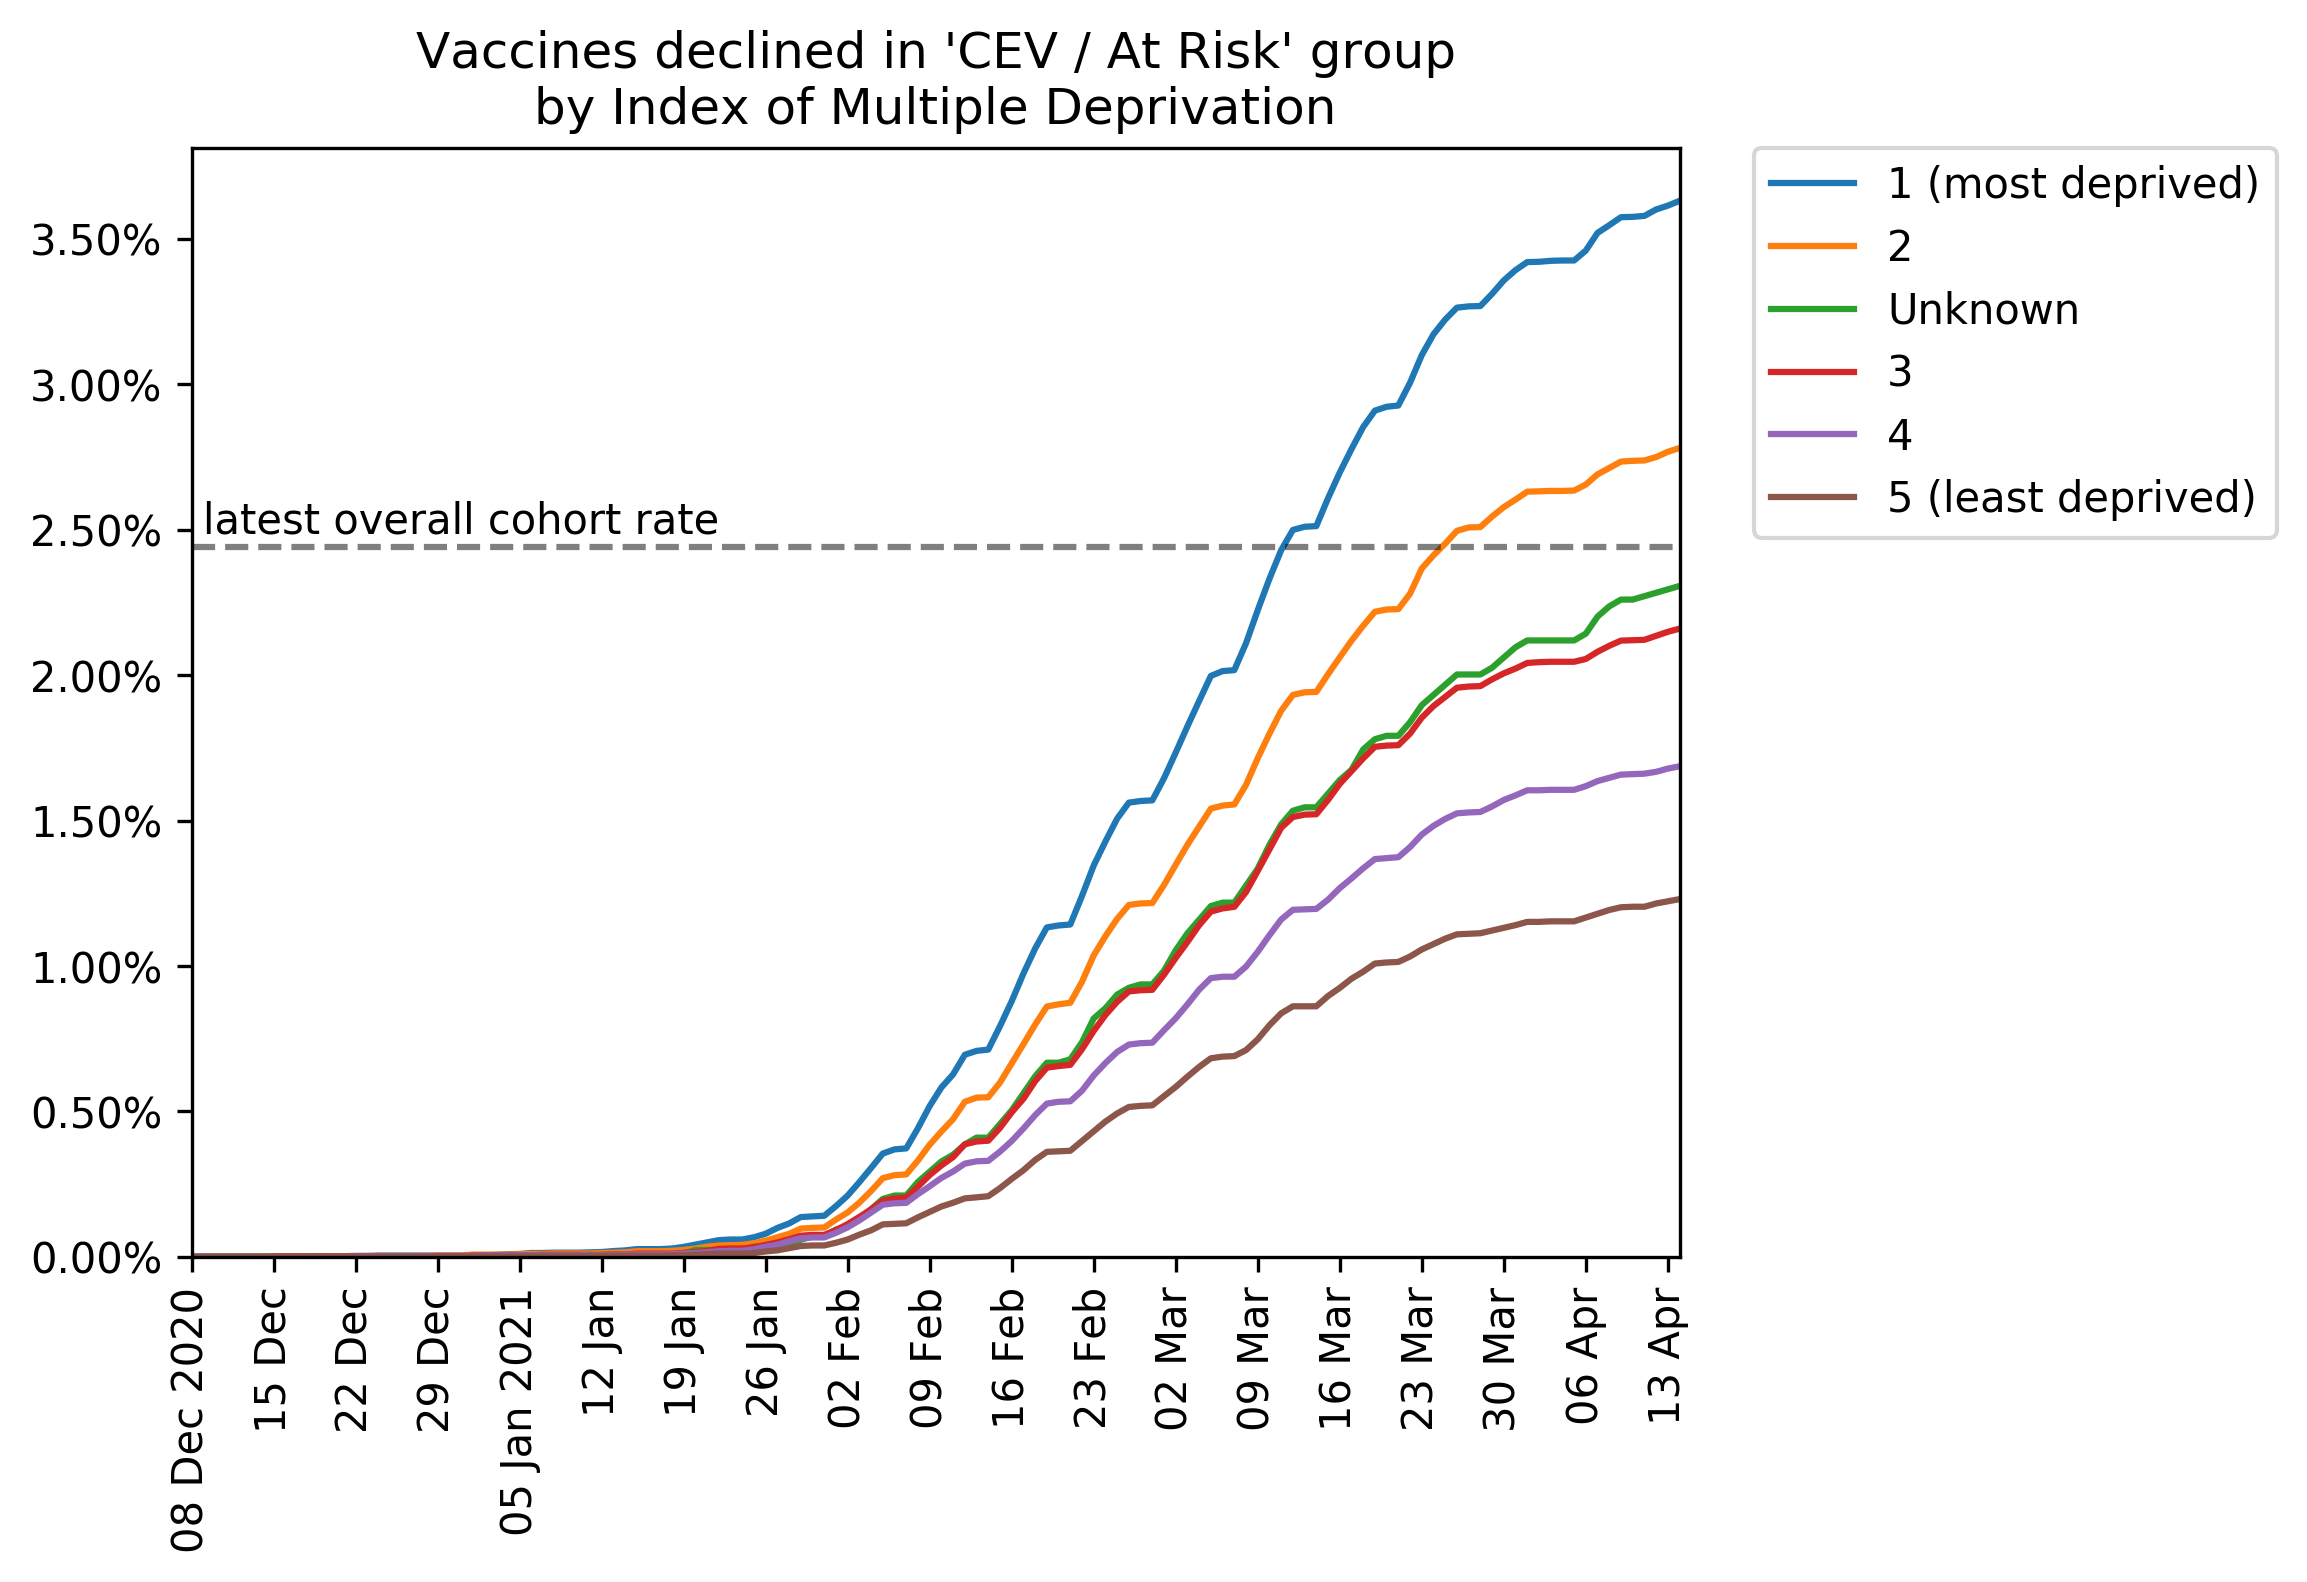 Vaccines declined in 'CEV / At Risk' group
by Index of Multiple Deprivation
3.50%
3.00%
2.50%
2.00%
1.50%
1.00%
0.50%
0.00%
latest overall cohort rate
08 Dec 2020
15 Dec
22 Dec
29 Dec
05 Jan 2021
12 Jan
19 Jan
26 Jan
02 Feb
09 Feb
16 Feb
23 Feb
02 Mar
09 Mar
16 Mar
23 Mar
30 Mar
06 Apr
13 Apr
1 (most deprived)
2
Unknown
3
4
5 (least deprived)